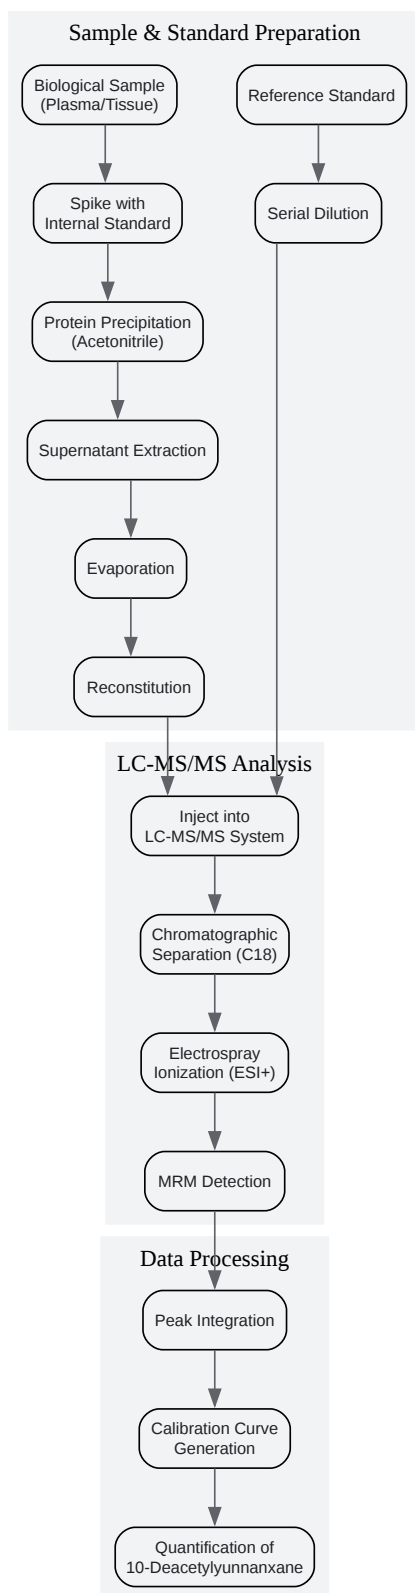 Sample & Standard Preparation
Biological Sample
(Plasma/Tissue)
Reference Standard
Spike with
Internal Standard
Serial Dilution
Protein Precipitation
(Acetonitrile)
Supernatant Extraction
Evaporation
Reconstitution
LC-MS/MS Analysis
Inject into
LC-MS/MS System
Chromatographic
Separation (C18)
Electrospray
Ionization (ESI+)
MRM Detection
Data Processing
Peak Integration
Calibration Curve
Generation
Quantification of
10-Deacetylyunnanxane